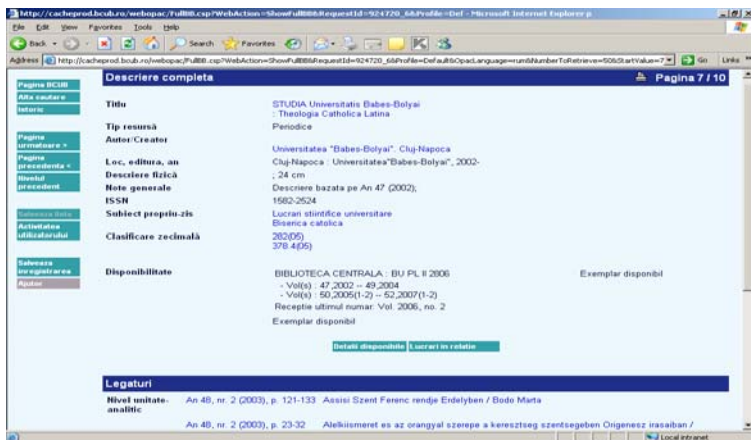 http://cacheprod.bcub.ro/webopac/FullBB.csp?WebAction=ShowFullBB&RequestId=924720_6&Profile=Def - Microsoft Internet Explorer p
File Edit View Favorites Tools Help
Back Search Favorites
Address http://cacheprod.bcub.ro/webopac/FullBB.csp?WebAction=ShowFullBB&RequestId=924720_6&Profile=Default&OpacLanguage=rum&NumberToRetrieve=50&StartValue=7 Go Links
Pagina BCUB
Alta cautare
Istoric
Pagina urmatoare >
Pagina precedenta <
Nivelul precedent
Salveaza lista
Activitatea utilizatorului
Salveaza inregistrarea
Ajutor
Descriere completa Pagina 7 / 10
Titlu STUDIA Universitatis Babes-Bolyai
: Theologia Catholica Latina
Tip resursă Periodice
Autor/Creator
Universitatea "Babes-Bolyai". Cluj-Napoca
Loc, editura, an Cluj-Napoca : Universitatea"Babes-Bolyai", 2002-
Descriere fizică ; 24 cm
Note generale Descriere bazata pe An 47 (2002);
ISSN 1582-2524
Subiect propriu-zis Lucrari stiintifice universitare
Biserica catolica
Clasificare zecimală 282(05)
378.4(05)
Disponibilitate BIBLIOTECA CENTRALA : BU PL II 2806 Exemplar disponibil
- Vol(s) : 47,2002 -- 49,2004
- Vol(s) : 50,2005(1-2) -- 52,2007(1-2)
Receptie ultimul numar: Vol. 2006, no. 2
Exemplar disponibil
Detalii disponibile Lucrari in relatie
Legaturi
Nivel unitate-analitic An 48, nr. 2 (2003), p. 121-133 Assisi Szent Ferenc rendje Erdelyben / Bodo Marta
An 48, nr. 2 (2003), p. 23-32 Alelkiismeret es az orangyal szerepe a keresztseg szentsegeben Origenesz irasaiban /
Local intranet